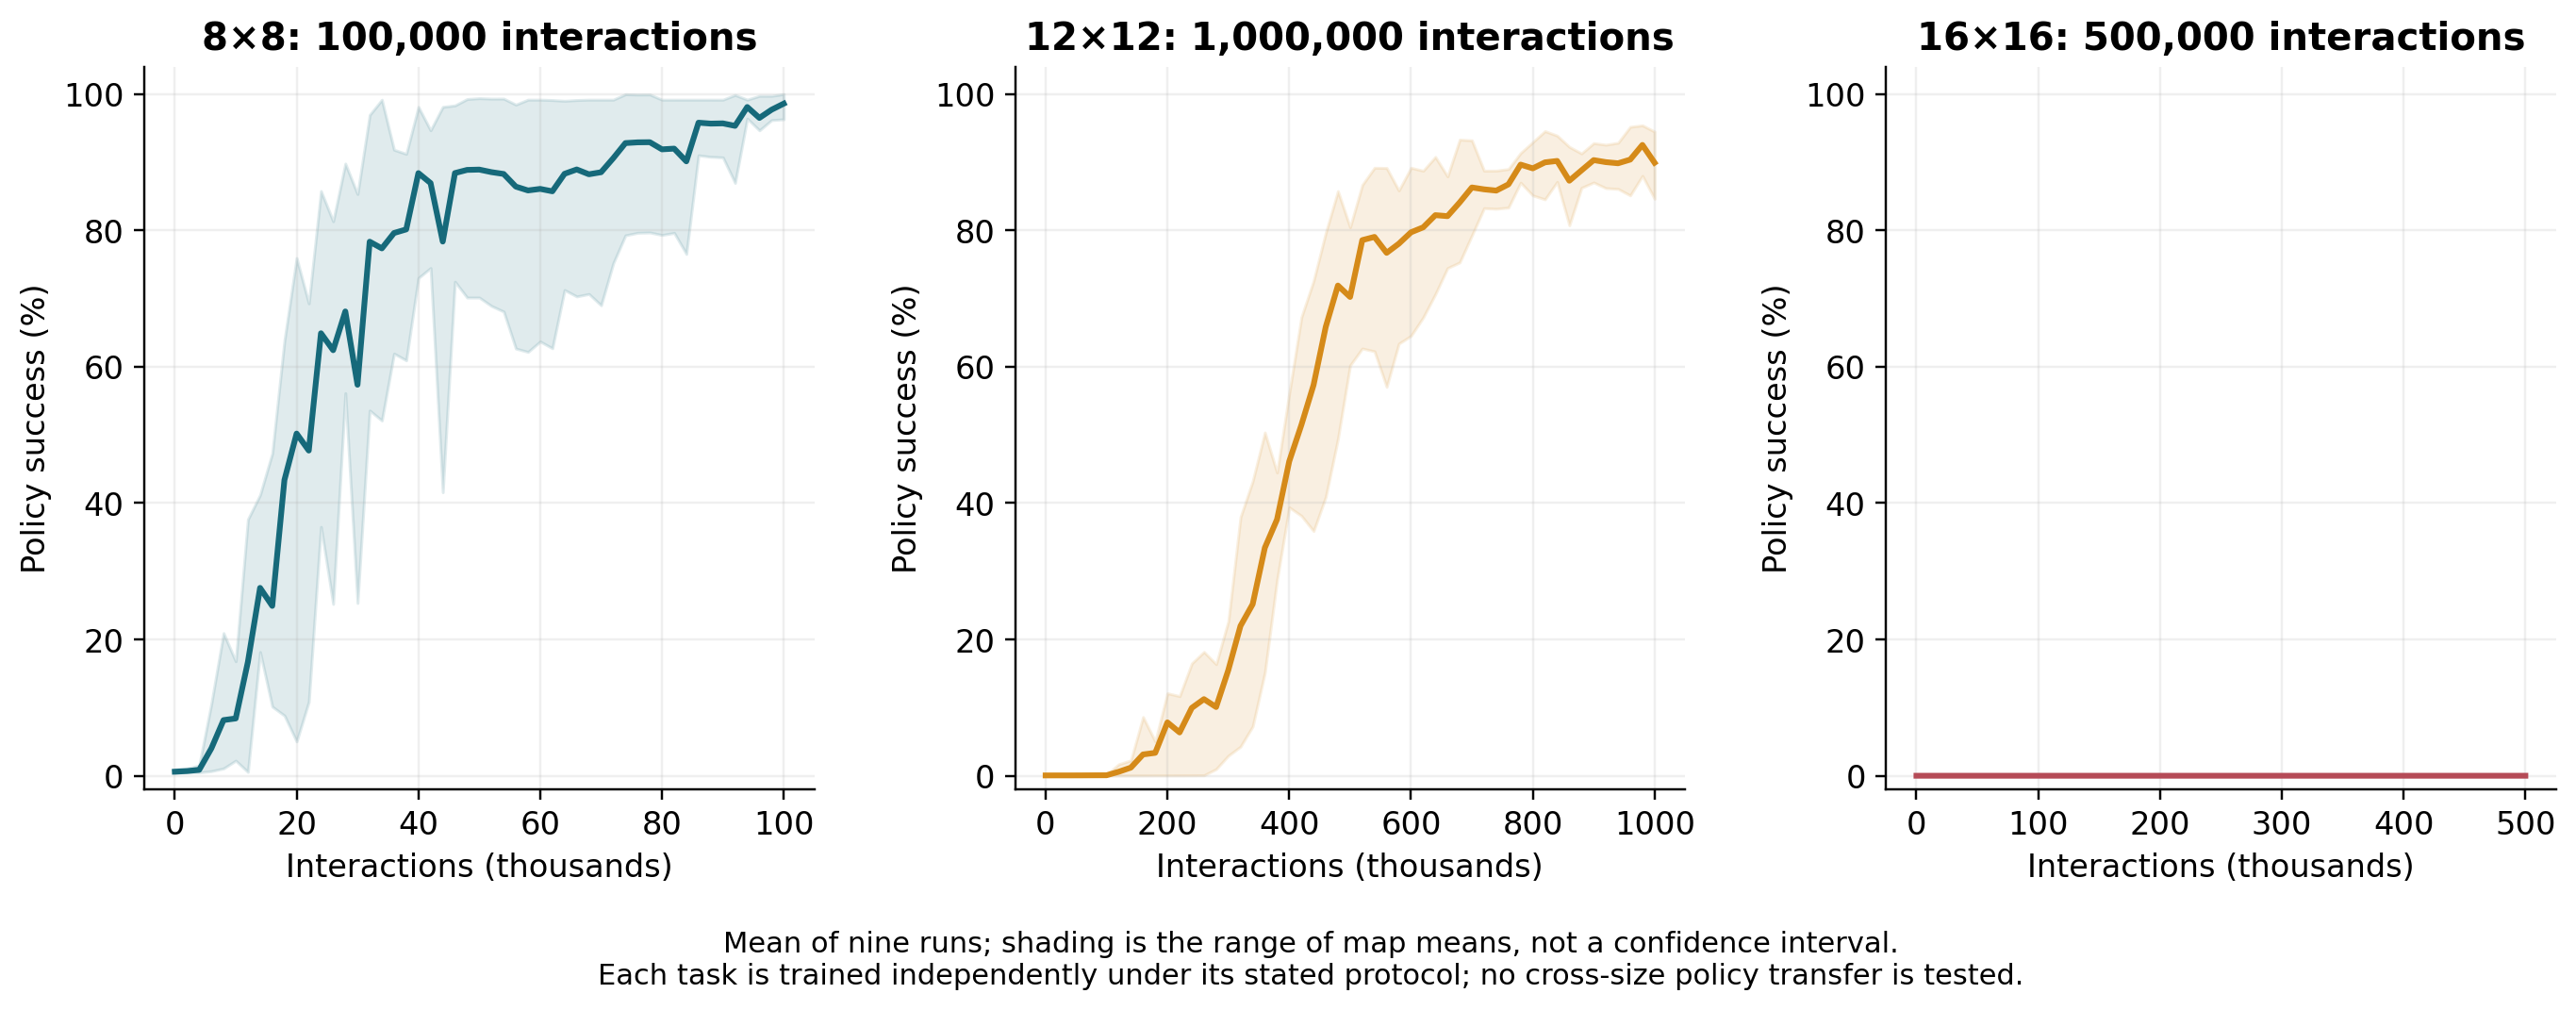 8×8: 100,000 interactions
100
80
60
40
20
0
Policy success (%)
0 20 40 60 80 100
Interactions (thousands)
12×12: 1,000,000 interactions
100
80
60
40
20
0
Policy success (%)
0 200 400 600 800 1000
Interactions (thousands)
16×16: 500,000 interactions
100
80
60
40
20
0
Policy success (%)
0 100 200 300 400 500
Interactions (thousands)
Mean of nine runs; shading is the range of map means, not a confidence interval.
Each task is trained independently under its stated protocol; no cross-size policy transfer is tested.